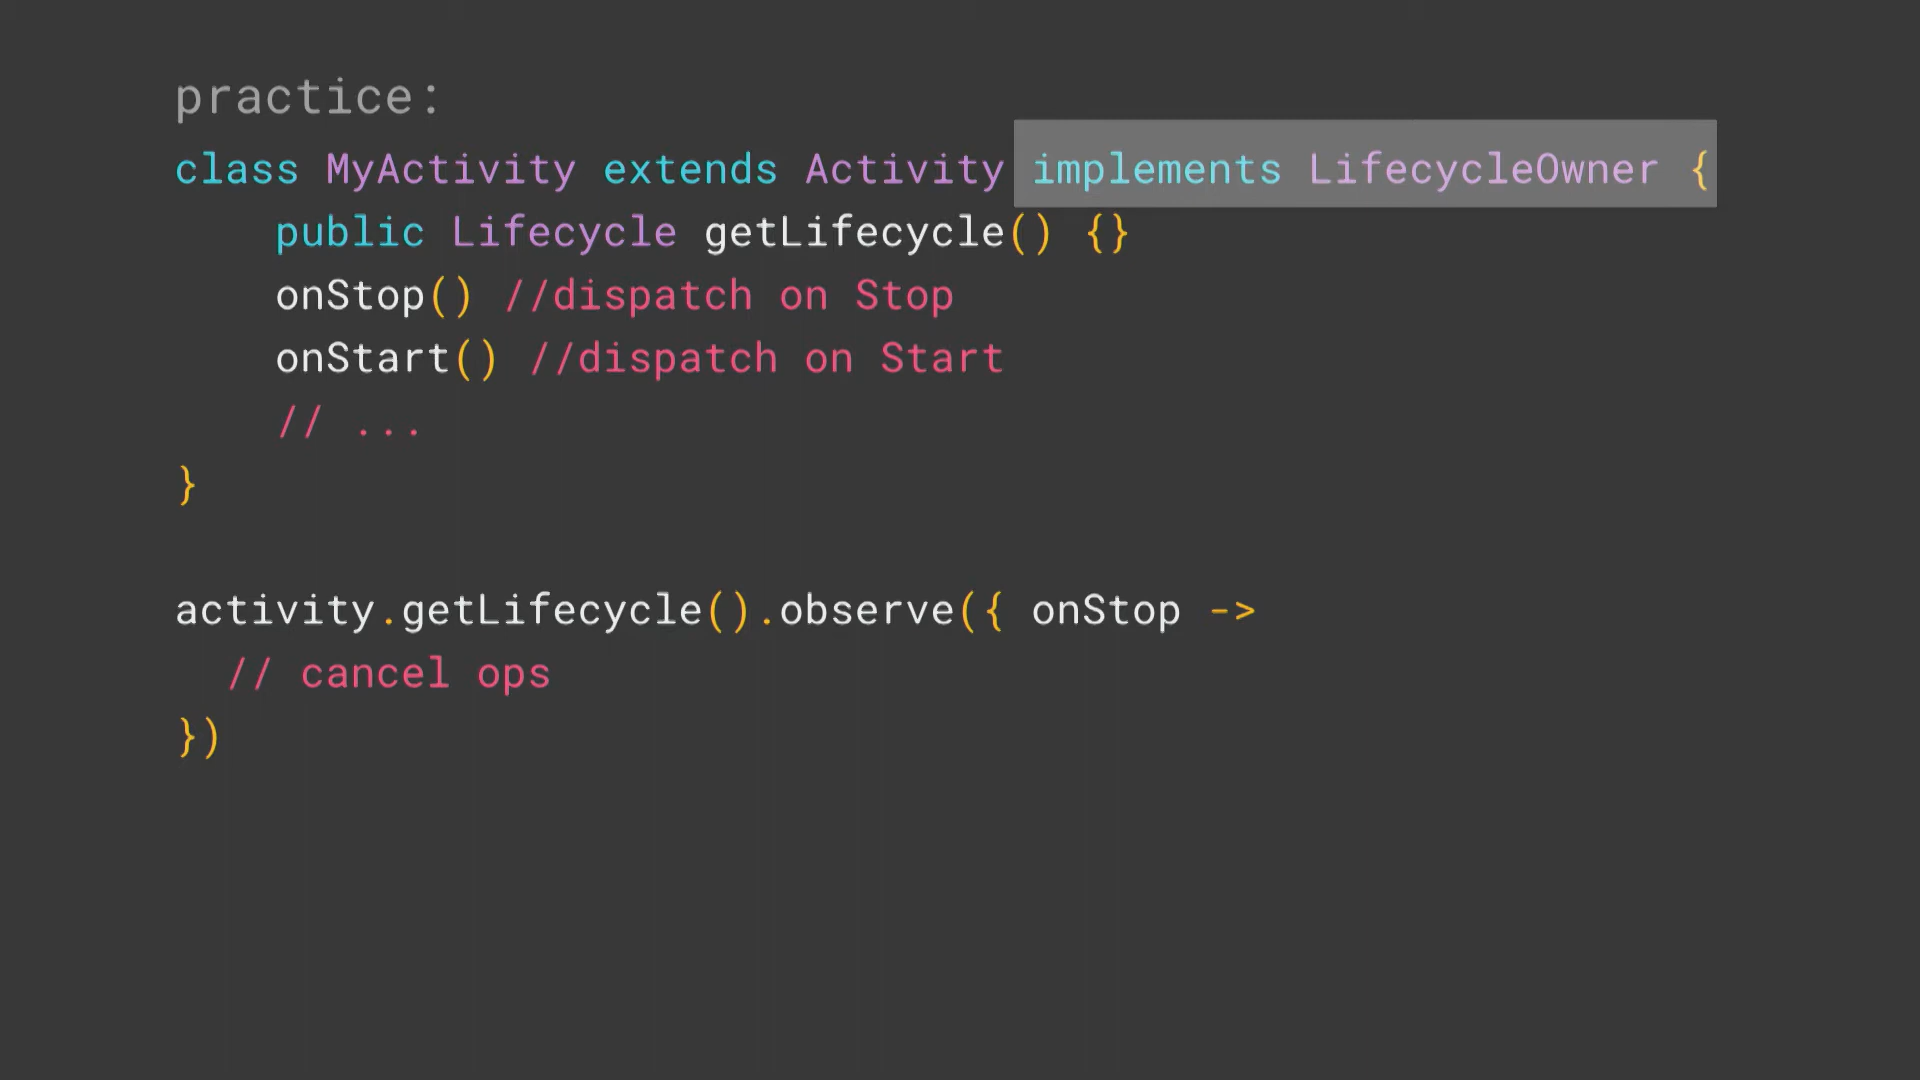 practice:
class MyActivity extends Activity implements LifecycleOwner {
    public Lifecycle getLifecycle() {}
    onStop() //dispatch on Stop
    onStart() //dispatch on Start
    // ...
}
activity.getLifecycle().observe({ onStop ->
  // cancel ops
})